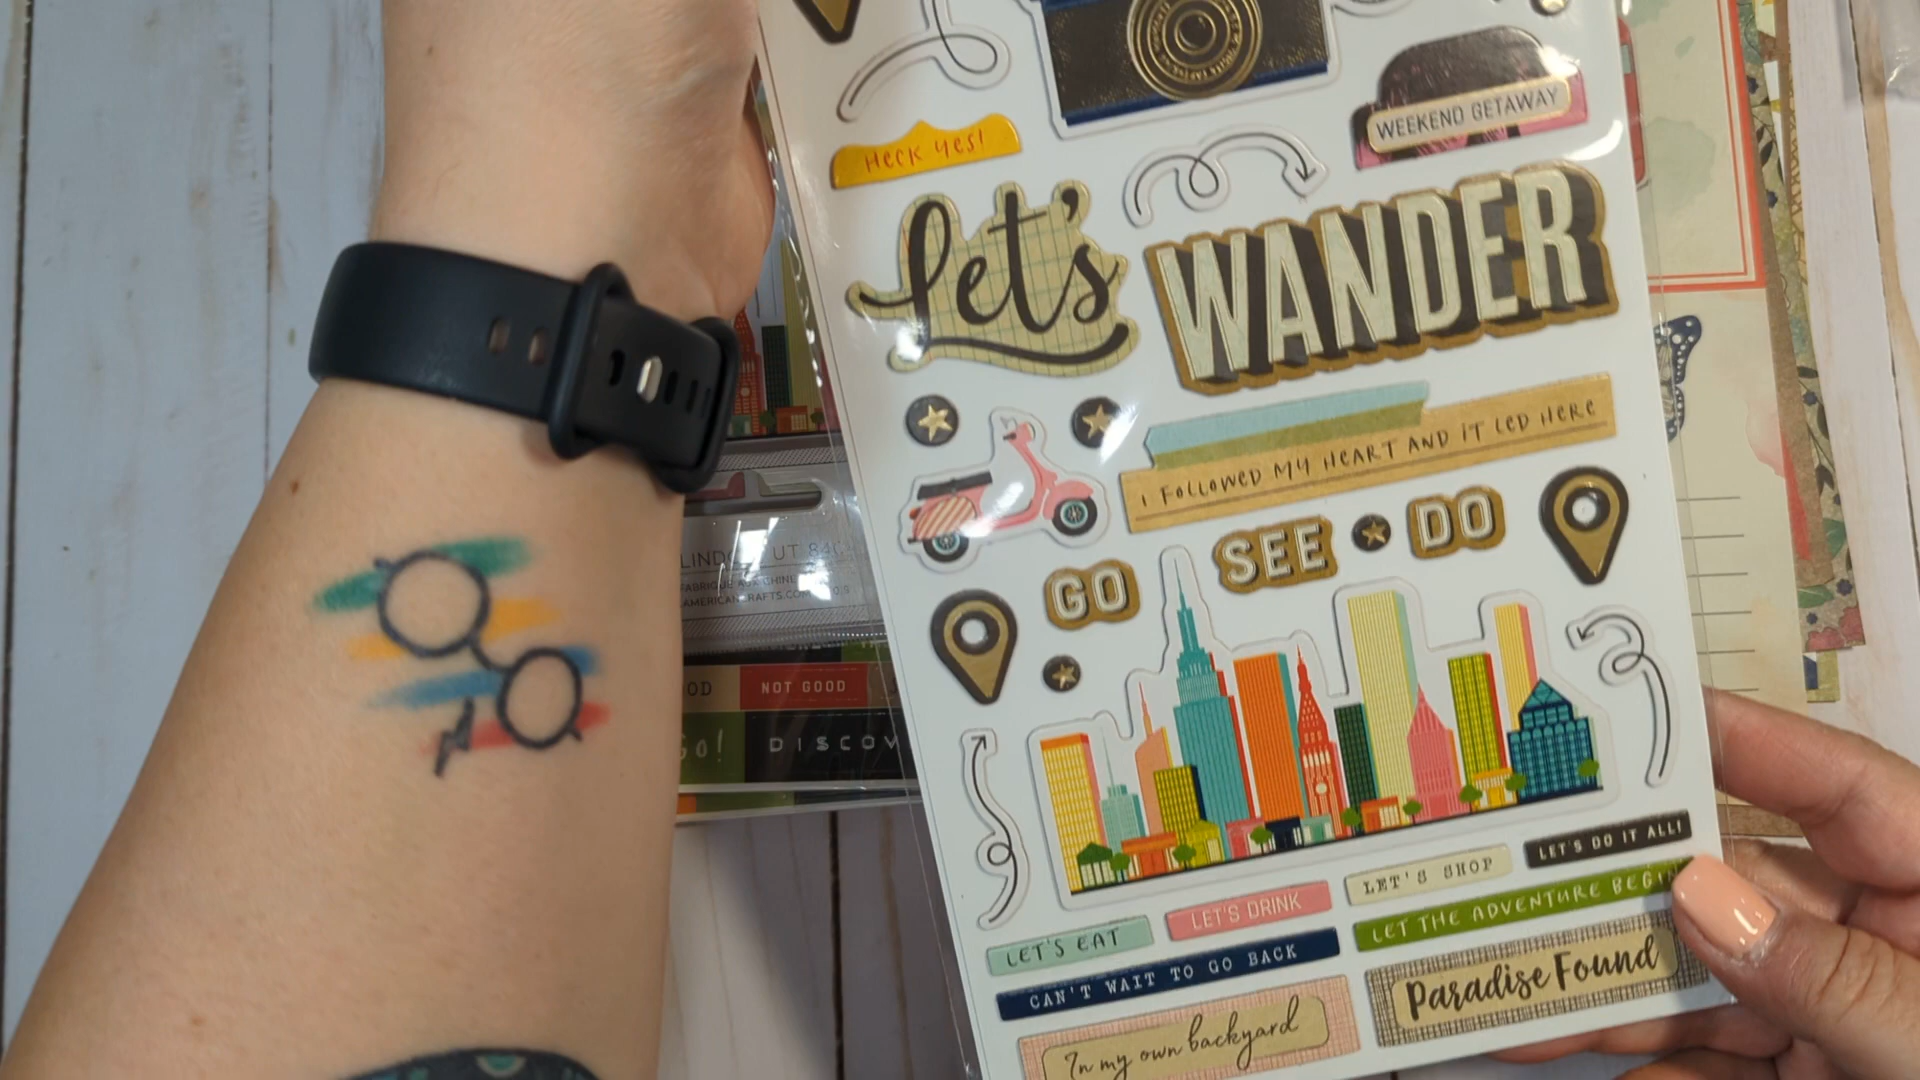 HECK YES!
WEEKEND GETAWAY
Let's WANDER
I FOLLOWED MY HEART AND IT LED HERE
GO SEE DO
LET'S EAT
LET'S DRINK
LET'S SHOP
LET'S DO IT ALL!
CAN'T WAIT TO GO BACK
LET THE ADVENTURE BEGIN
In my own backyard
Paradise Found
UT
NOT GOOD
Go!
DISCOV